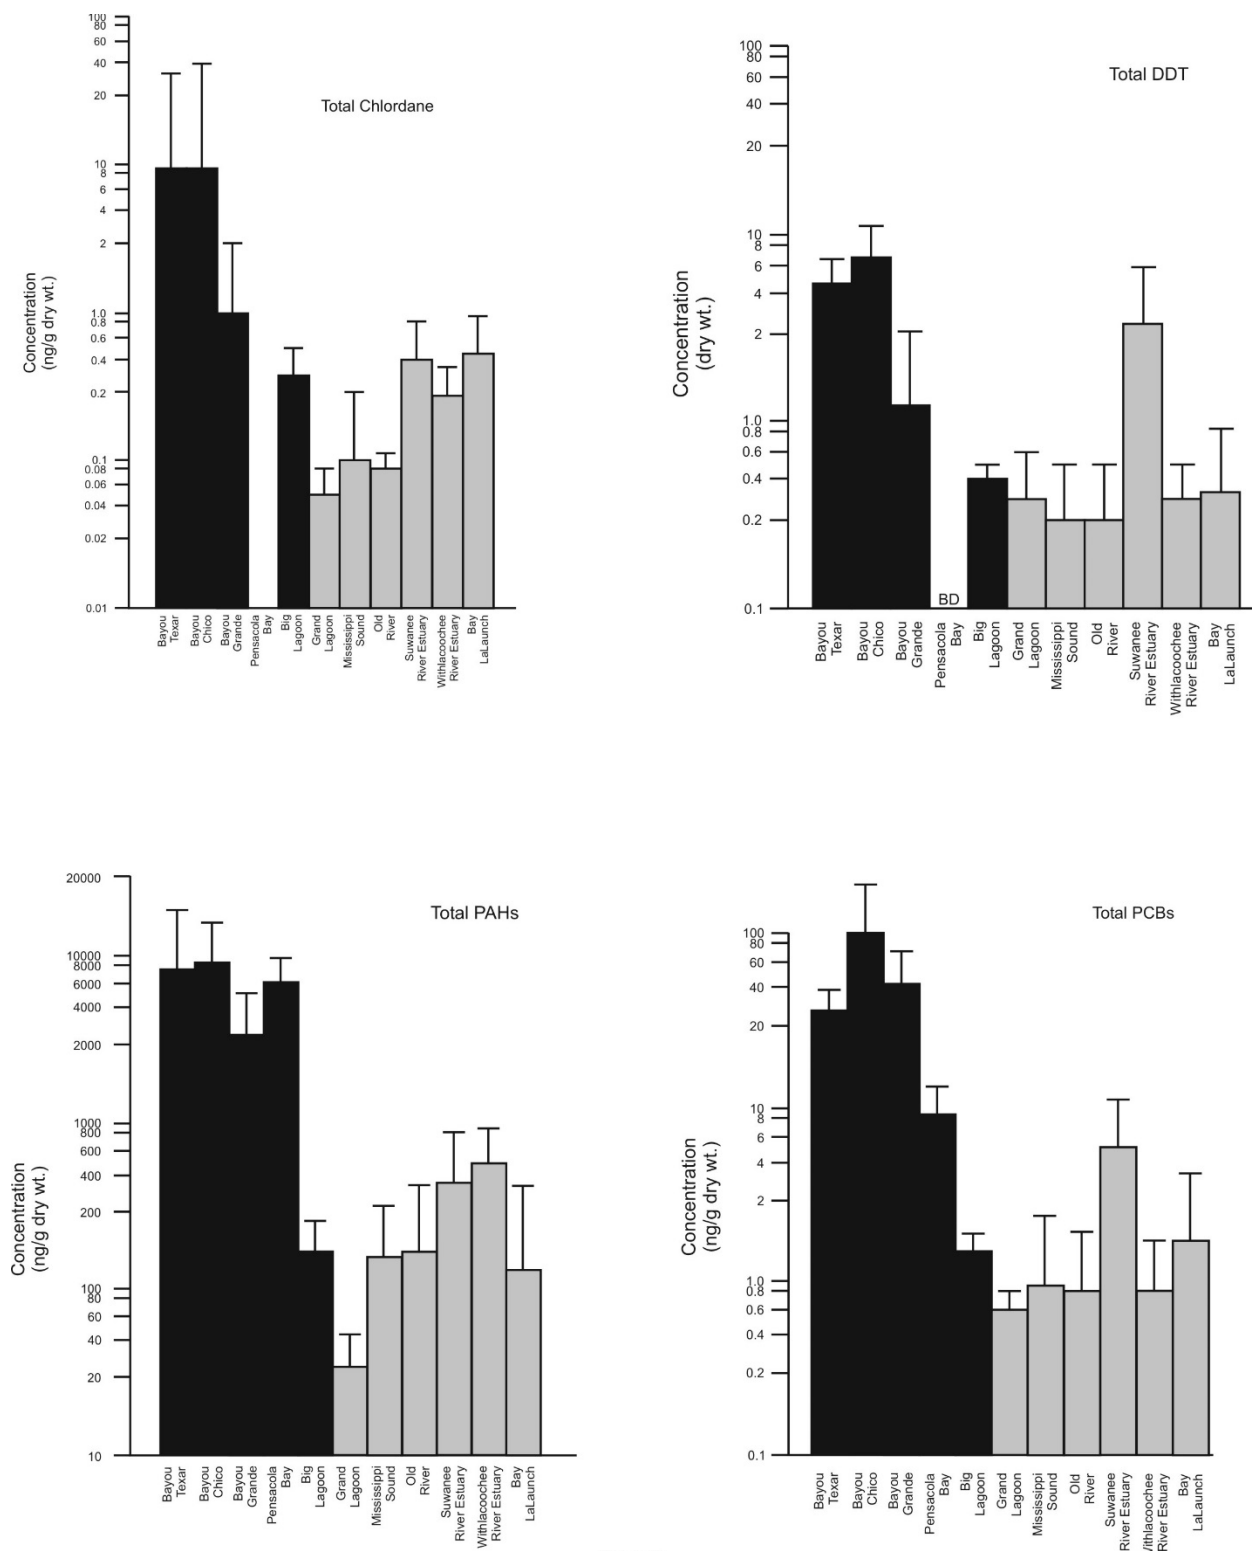 Total Chlordane
Concentration
(ng/g dry wt.)
100
80
60
40
20
10
8
6
4
2
1.0
0.8
0.6
0.4
0.2
0.1
0.08
0.06
0.04
0.02
0.01
Bayou
Texar
Bayou
Chico
Bayou
Grande
Pensacola
Bay
Big
Lagoon
Grand
Lagoon
Mississippi
Sound
Old
River
Suwanee
River Estuary
Withlacoochee
River Estuary
Bay
LaLaunch
Total DDT
Concentration
(dry wt.)
100
80
60
40
20
10
8
6
4
2
1.0
0.8
0.6
0.4
0.2
0.1
BD
Bayou
Texar
Bayou
Chico
Bayou
Grande
Pensacola
Bay
Big
Lagoon
Grand
Lagoon
Mississippi
Sound
Old
River
Suwanee
River Estuary
Withlacoochee
River Estuary
Bay
LaLaunch
Total PAHs
Concentration
(ng/g dry wt.)
20000
10000
8000
6000
4000
2000
1000
800
600
400
200
100
80
60
40
20
10
Bayou
Texar
Bayou
Chico
Bayou
Grande
Pensacola
Bay
Big
Lagoon
Grand
Lagoon
Mississippi
Sound
Old
River
Suwanee
River Estuary
Withlacoochee
River Estuary
Bay
LaLaunch
Total PCBs
Concentration
(ng/g dry wt.)
100
80
60
40
20
10
8
6
4
2
1.0
0.8
0.6
0.4
0.2
0.1
Bayou
Texar
Bayou
Chico
Bayou
Grande
Pensacola
Bay
Big
Lagoon
Grand
Lagoon
Mississippi
Sound
Old
River
Suwanee
River Estuary
Withlacoochee
River Estuary
Bay
LaLaunch